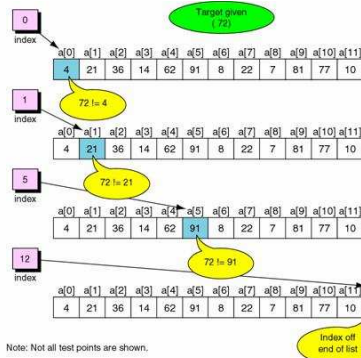 0
index
Target given
(72)
a[0] a[1] a[2] a[3] a[4] a[5] a[6] a[7] a[8] a[9] a[10] a[11]
4 21 36 14 62 91 8 22 7 81 77 10
72 != 4
1
index
a[0] a[1] a[2] a[3] a[4] a[5] a[6] a[7] a[8] a[9] a[10] a[11]
4 21 36 14 62 91 8 22 7 81 77 10
72 != 21
5
index
a[0] a[1] a[2] a[3] a[4] a[5] a[6] a[7] a[8] a[9] a[10] a[11]
4 21 36 14 62 91 8 22 7 81 77 10
72 != 91
12
index
a[0] a[1] a[2] a[3] a[4] a[5] a[6] a[7] a[8] a[9] a[10] a[11]
4 21 36 14 62 91 8 22 7 81 77 10
Index off
end of list
Note: Not all test points are shown.